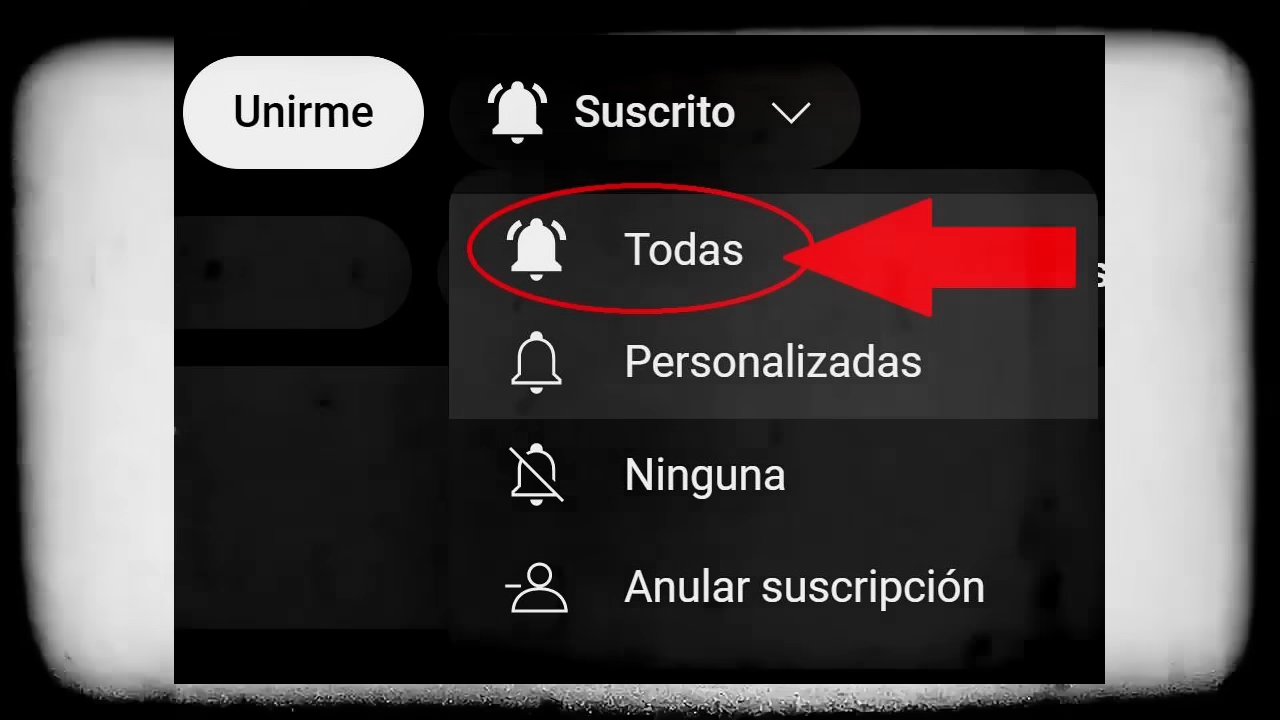 Unirme
Suscrito
Todas
Personalizadas
Ninguna
Anular suscripción